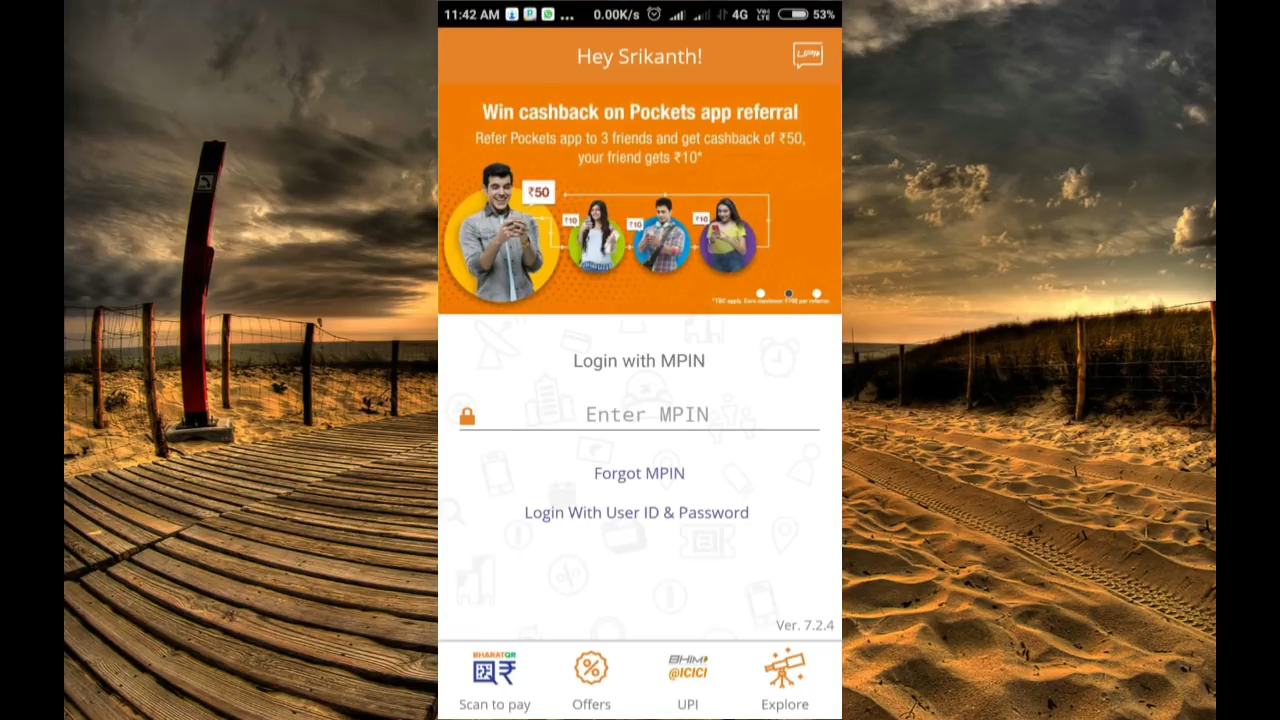 11:42 AM ... 0.00K/s 4G VoLTE 53%
Hey Srikanth!
UPI
Win cashback on Pockets app referral
Refer Pockets app to 3 friends and get cashback of ₹50,
your friend gets ₹10*
₹50
₹10 ₹10 ₹10
Login with MPIN
Enter MPIN
Forgot MPIN
Login With User ID & Password
Ver. 7.2.4
BHARATQR
BHIM
@ICICI
Scan to pay Offers UPI Explore